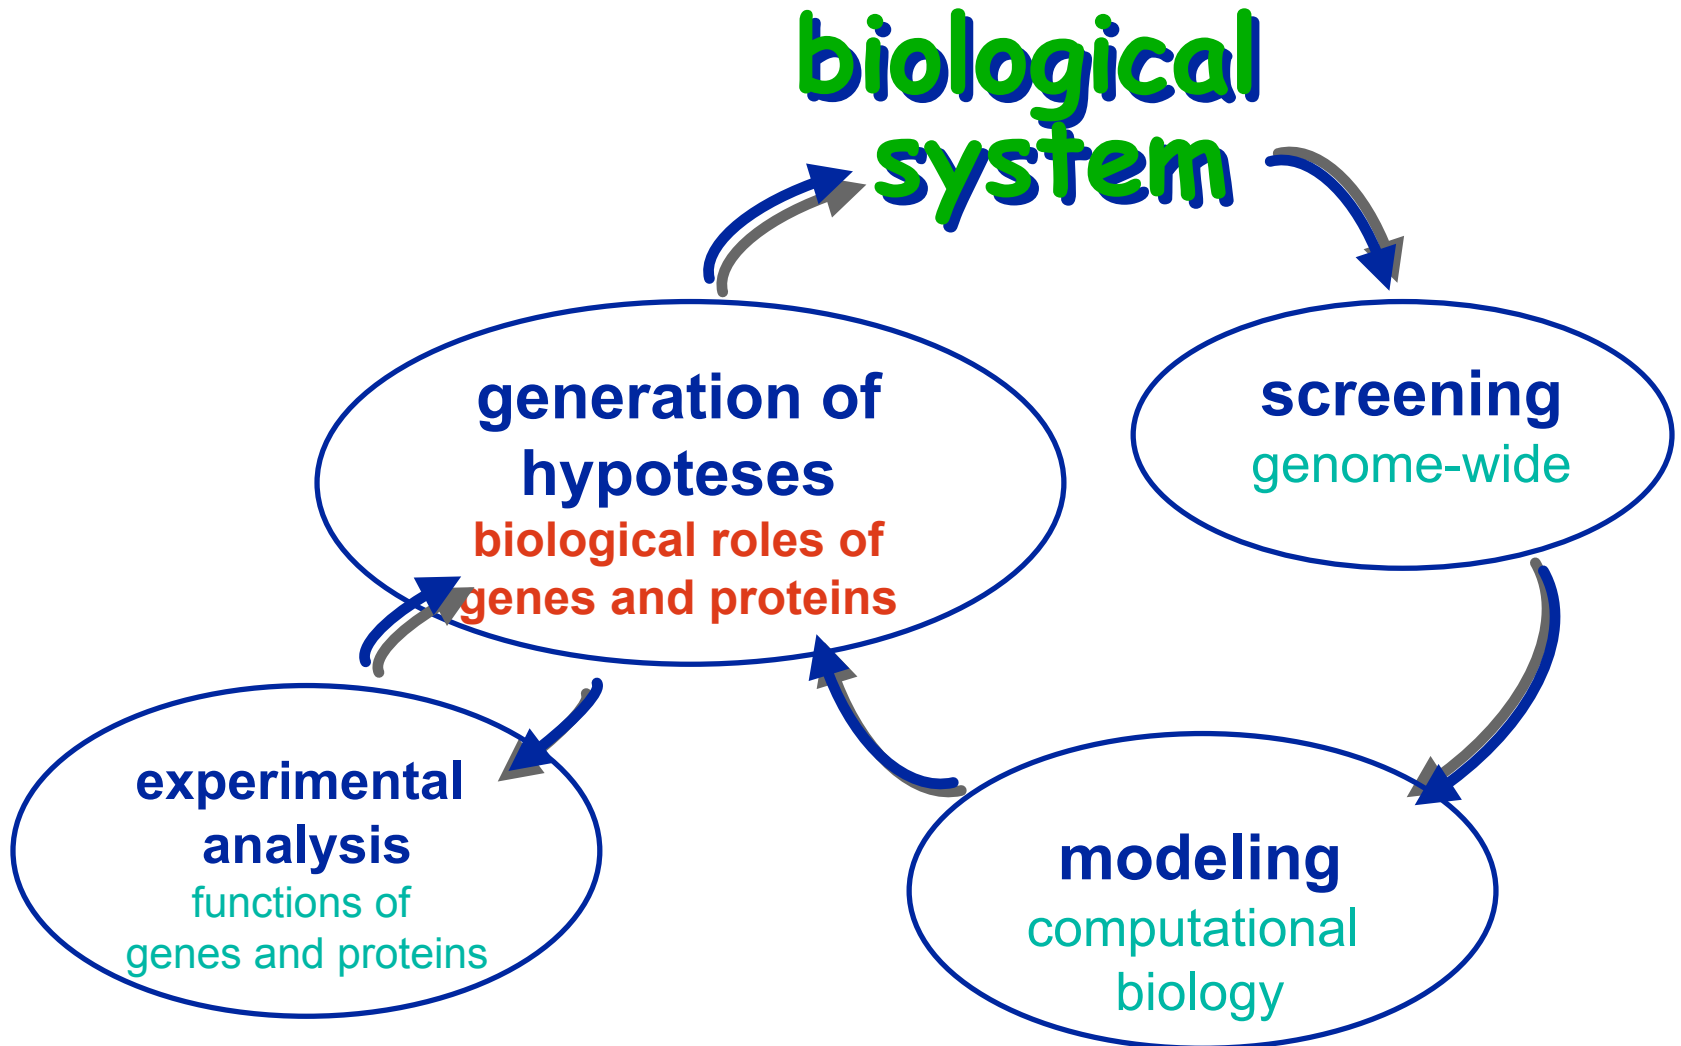 biological
system
generation of
hypoteses
biological roles of
genes and proteins
screening
genome-wide
experimental
analysis
functions of
genes and proteins
modeling
computational
biology